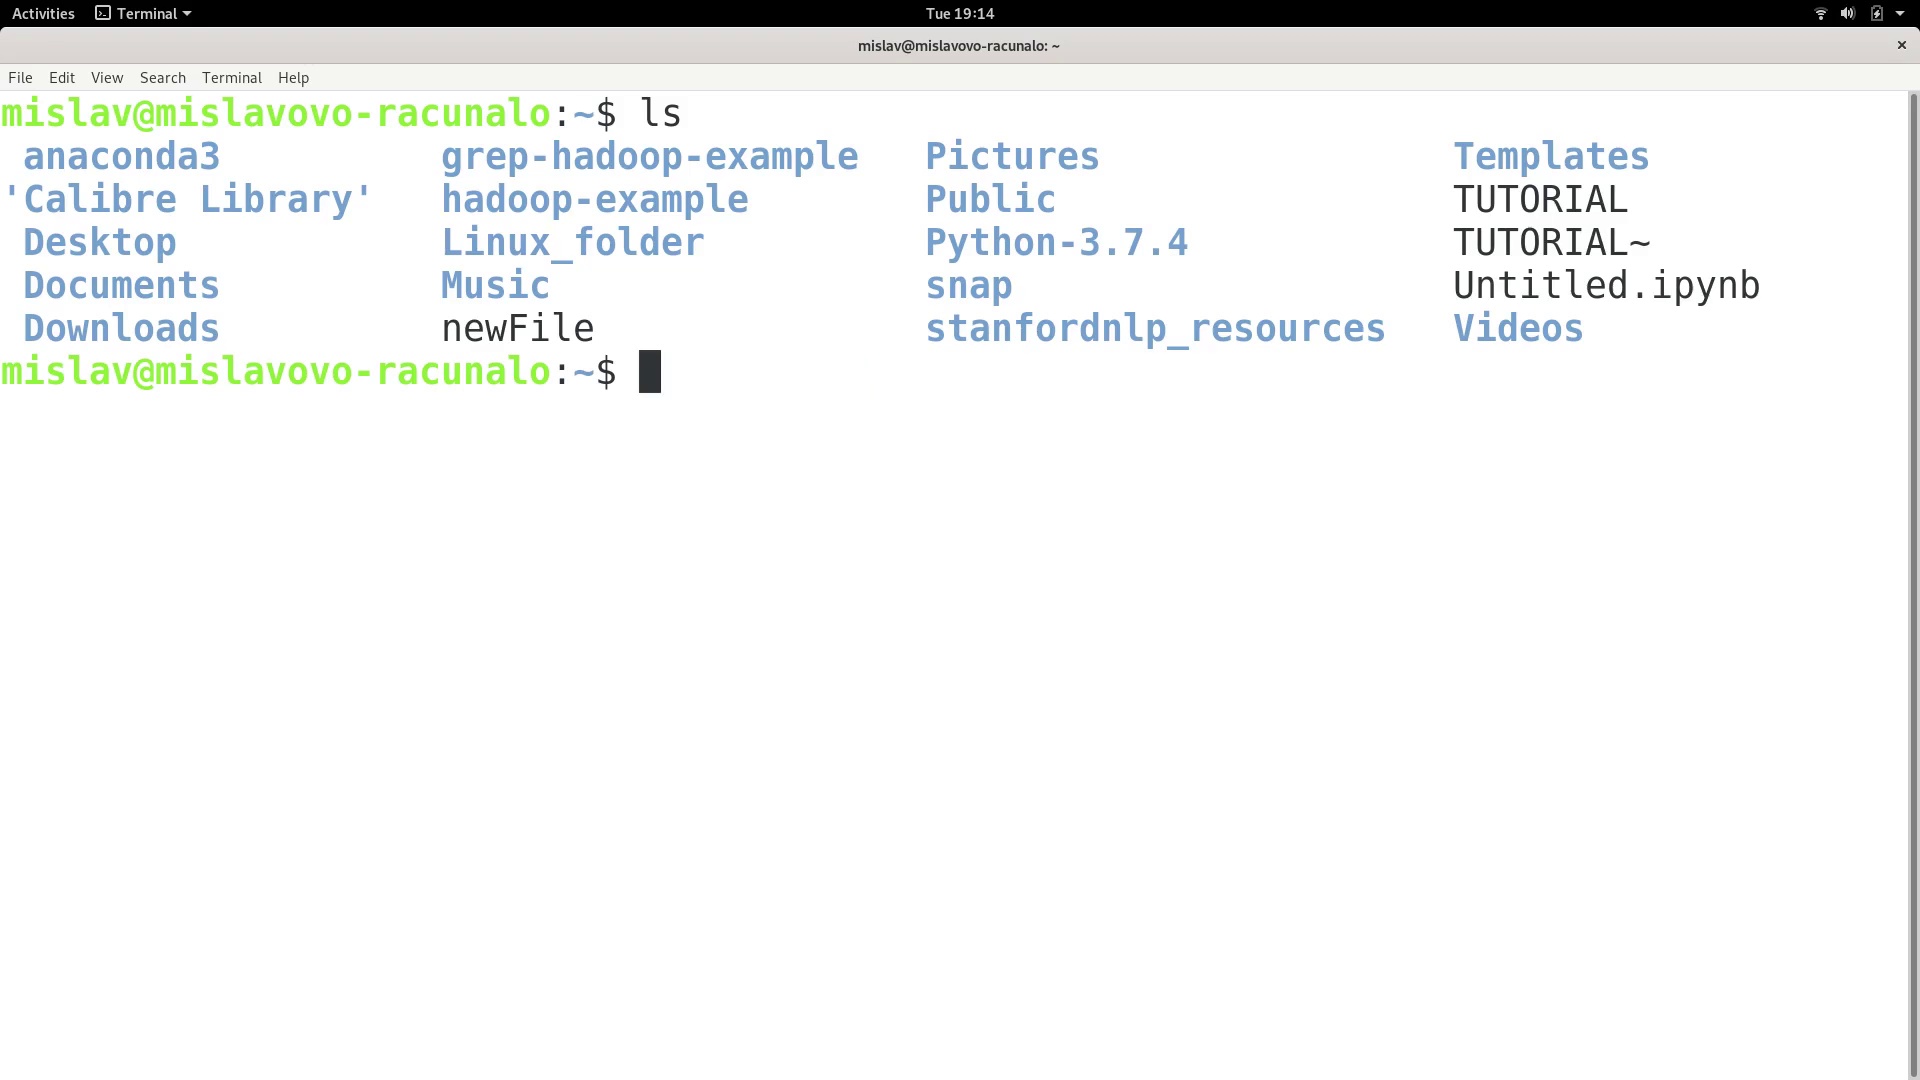 Activities Terminal Tue 19:14
mislav@mislavovo-racunalo: ~ ×
File Edit View Search Terminal Help
mislav@mislavovo-racunalo:~$ ls
anaconda3 grep-hadoop-example Pictures Templates
'Calibre Library' hadoop-example Public TUTORIAL
Desktop Linux_folder Python-3.7.4 TUTORIAL~
Documents Music snap Untitled.ipynb
Downloads newFile stanfordnlp_resources Videos
mislav@mislavovo-racunalo:~$